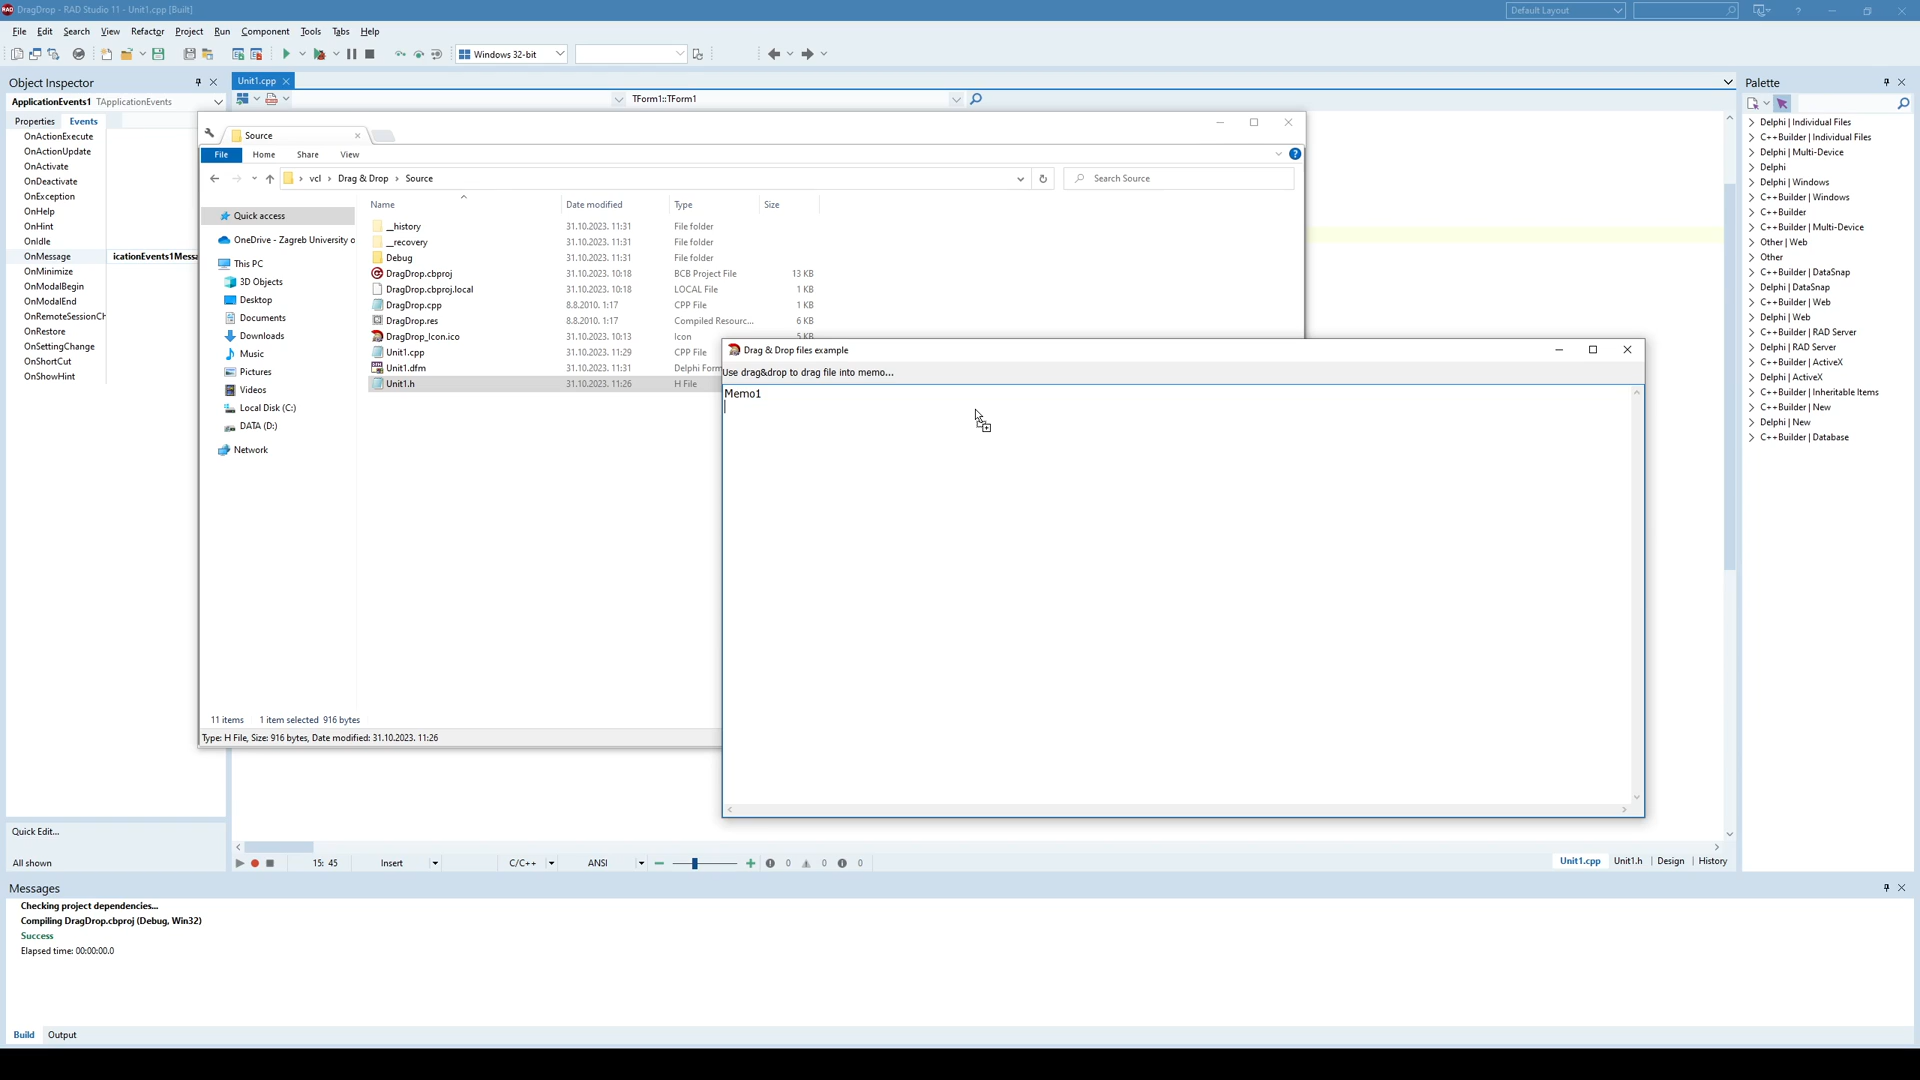 DragDrop - RAD Studio 11 - Unit1.cpp [Built]
Default Layout
File Edit Search View Refactor Project Run Component Tools Tabs Help
Windows 32-bit
Object Inspector
ApplicationEvents1 TApplicationEvents
Properties Events
OnActionExecute
OnActionUpdate
OnActivate
OnDeactivate
OnException
OnHelp
OnHint
OnIdle
OnMessage icationEvents1Messa
OnMinimize
OnModalBegin
OnModalEnd
OnRemoteSessionCh
OnRestore
OnSettingChange
OnShortCut
OnShowHint
Quick Edit...
All shown
Unit1.cpp
TForm1::TForm1
Source
File Home Share View
vcl Drag & Drop Source
Search Source
Quick access
OneDrive - Zagreb University o
This PC
3D Objects
Desktop
Documents
Downloads
Music
Pictures
Videos
Local Disk (C:)
DATA (D:)
Network
Name Date modified Type Size
__history 31.10.2023. 11:31 File folder
__recovery 31.10.2023. 11:31 File folder
Debug 31.10.2023. 11:31 File folder
DragDrop.cbproj 31.10.2023. 10:18 BCB Project File 13 KB
DragDrop.cbproj.local 31.10.2023. 10:18 LOCAL File 1 KB
DragDrop.cpp 8.8.2010. 1:17 CPP File 1 KB
DragDrop.res 8.8.2010. 1:17 Compiled Resourc... 6 KB
DragDrop_Icon.ico 31.10.2023. 10:13 Icon 5 KB
Unit1.cpp 31.10.2023. 11:29 CPP File
Unit1.dfm 31.10.2023. 11:31 Delphi Form
Unit1.h 31.10.2023. 11:26 H File
11 items 1 item selected 916 bytes
Type: H File, Size: 916 bytes, Date modified: 31.10.2023. 11:26
Drag & Drop files example
Use drag&drop to drag file into memo...
Memo1
15: 45 Insert C/C++ ANSI 0 0 0
Unit1.cpp Unit1.h Design History
Palette
Delphi | Individual Files
C++Builder | Individual Files
Delphi | Multi-Device
Delphi
Delphi | Windows
C++Builder | Windows
C++Builder
C++Builder | Multi-Device
Other | Web
Other
C++Builder | DataSnap
Delphi | DataSnap
C++Builder | Web
Delphi | Web
C++Builder | RAD Server
Delphi | RAD Server
C++Builder | ActiveX
Delphi | ActiveX
C++Builder | Inheritable Items
C++Builder | New
Delphi | New
C++Builder | Database
Messages
Checking project dependencies...
Compiling DragDrop.cbproj (Debug, Win32)
Success
Elapsed time: 00:00:00.0
Build Output